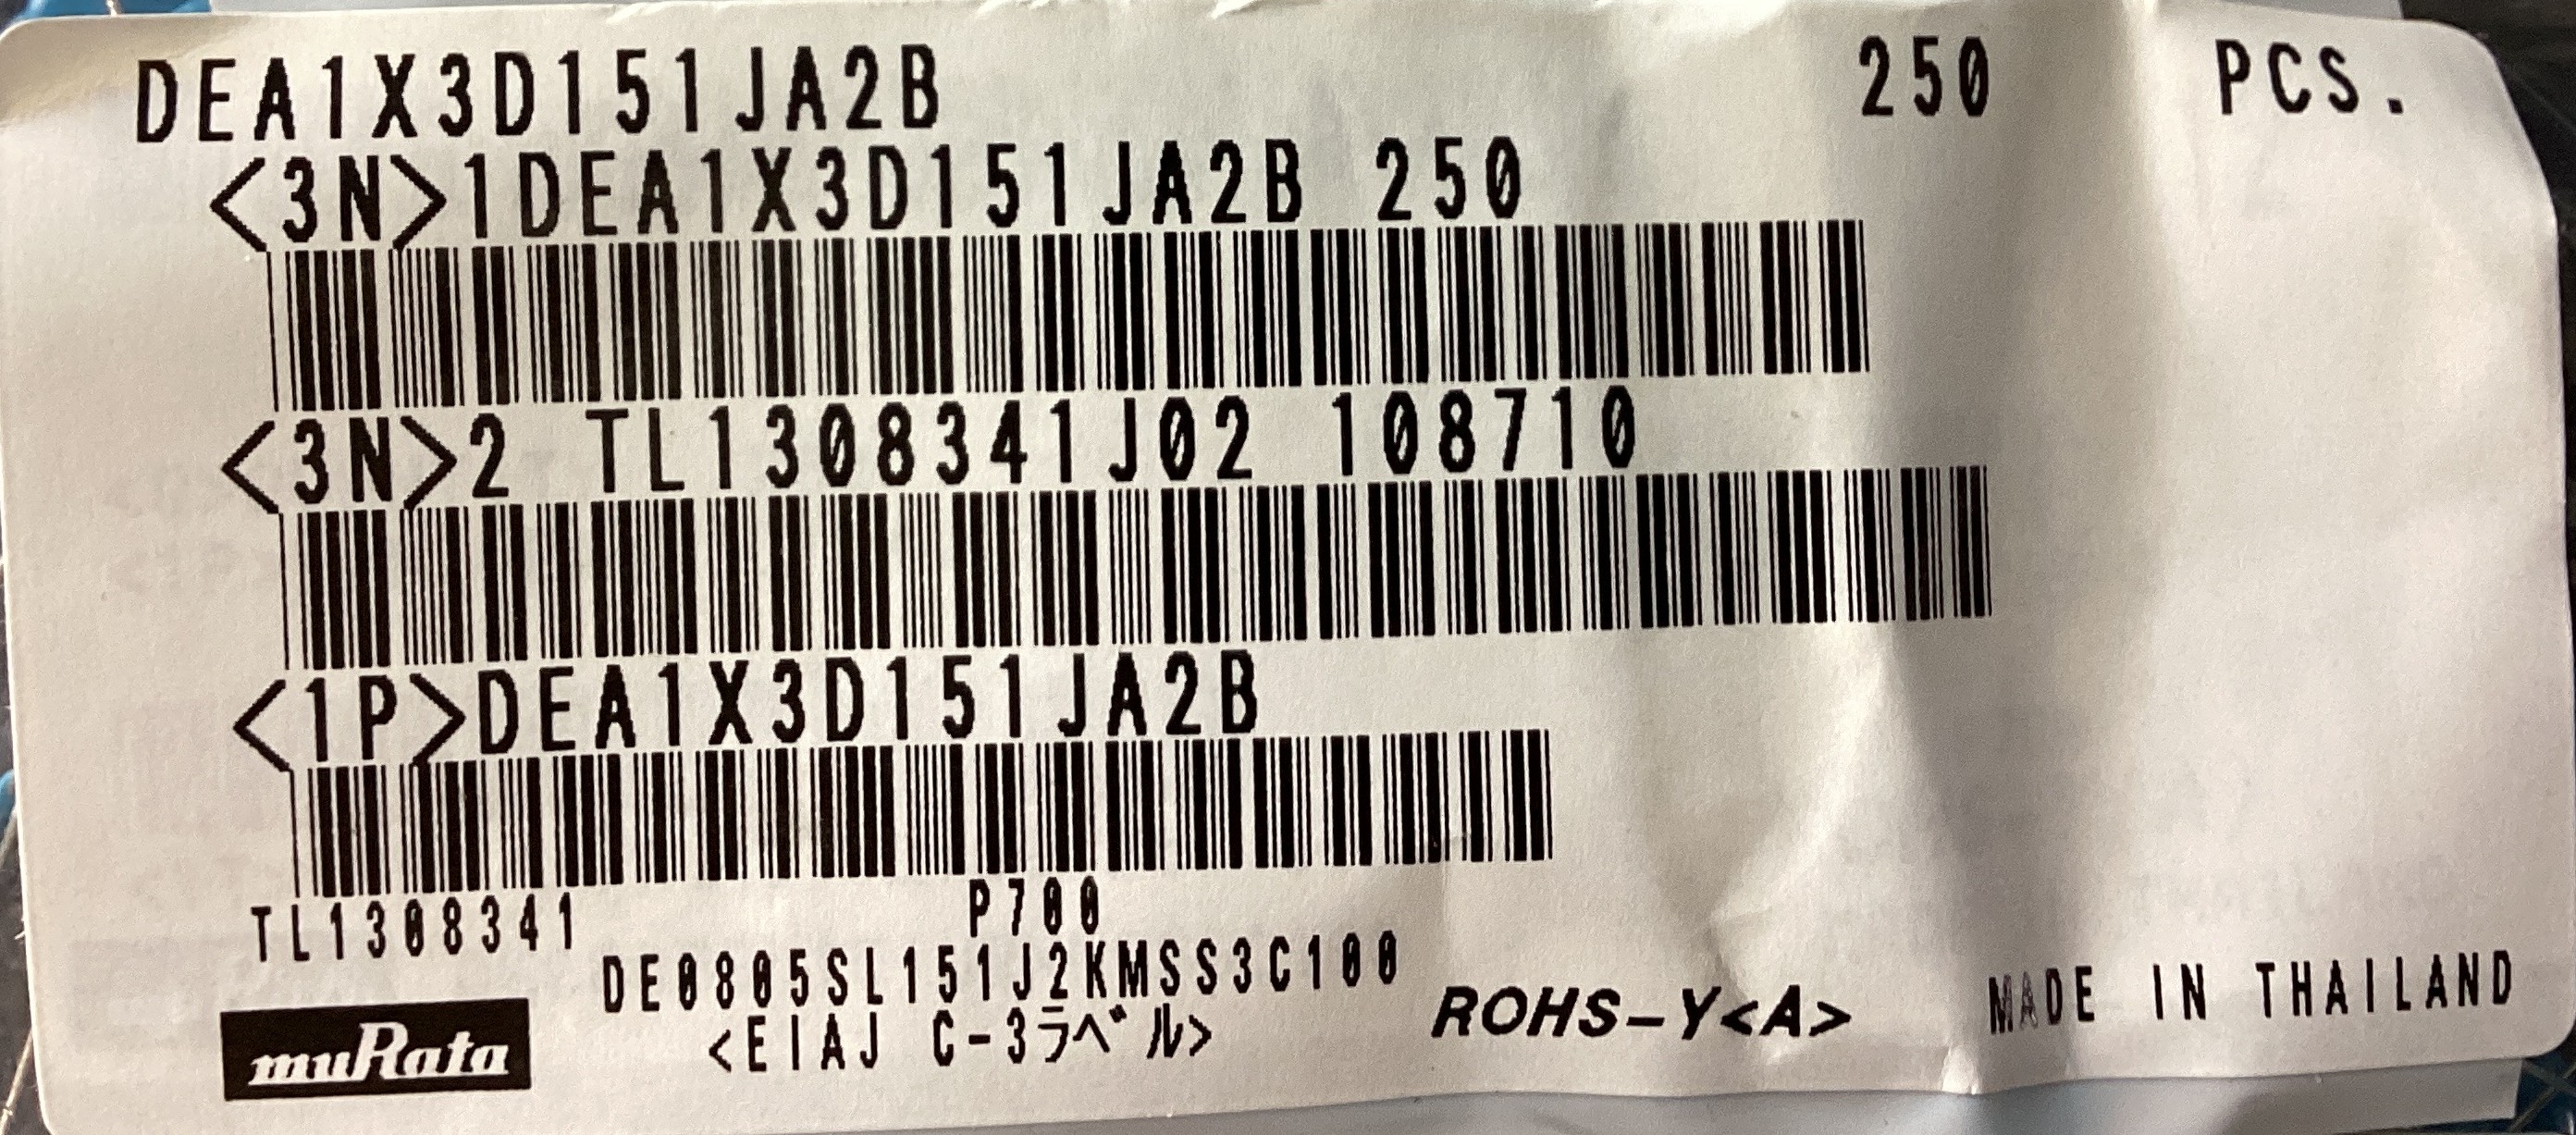 DEA1X3D151JA2B 250 PCS.
<3N>1DEA1X3D151JA2B 250
<3N>2 TL1308341J02 108710
<1P>DEA1X3D151JA2B
TL1308341 P700
DE0805SL151J2KMSS3C100
<EIAJ C-3ラベル> ROHS-Y<A> MADE IN THAILAND
muRata